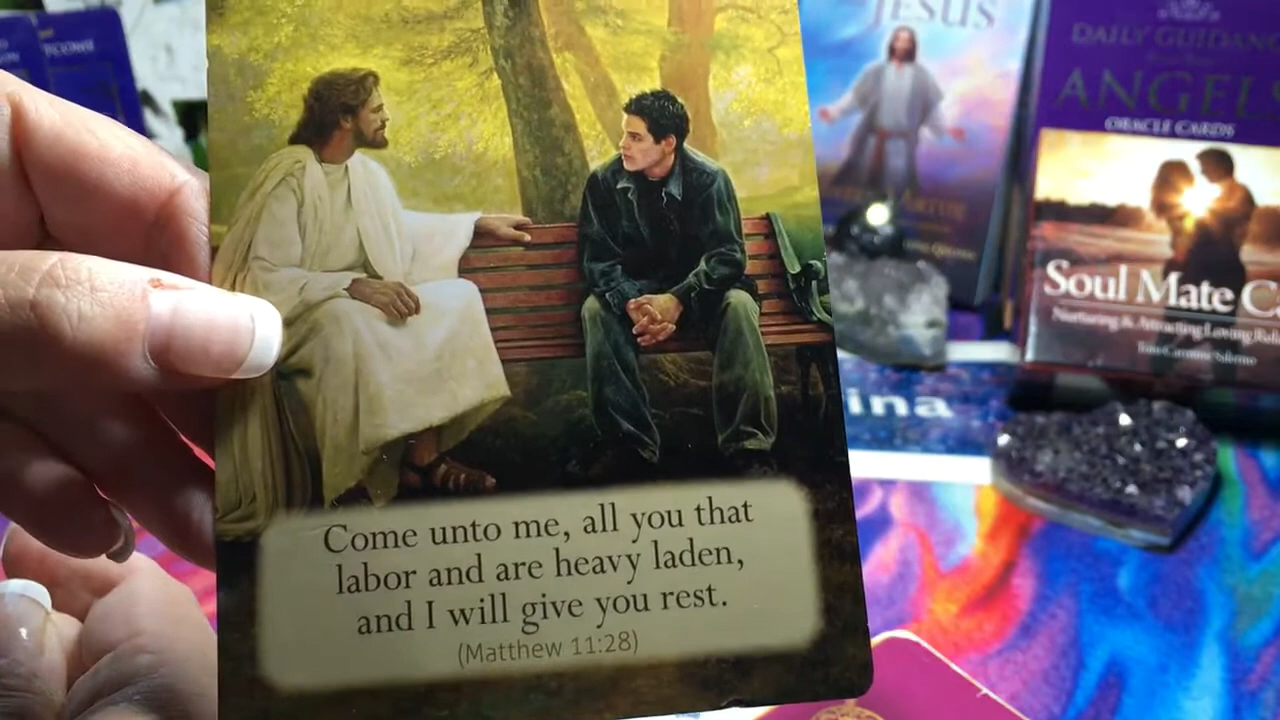 Come unto me, all you that
labor and are heavy laden,
and I will give you rest.
(Matthew 11:28)
JESUS
DAILY GUIDANC
ANGELS
ORACLE CARDS
Soul Mate C
Nurturing & Attracting Loving Rela
ina